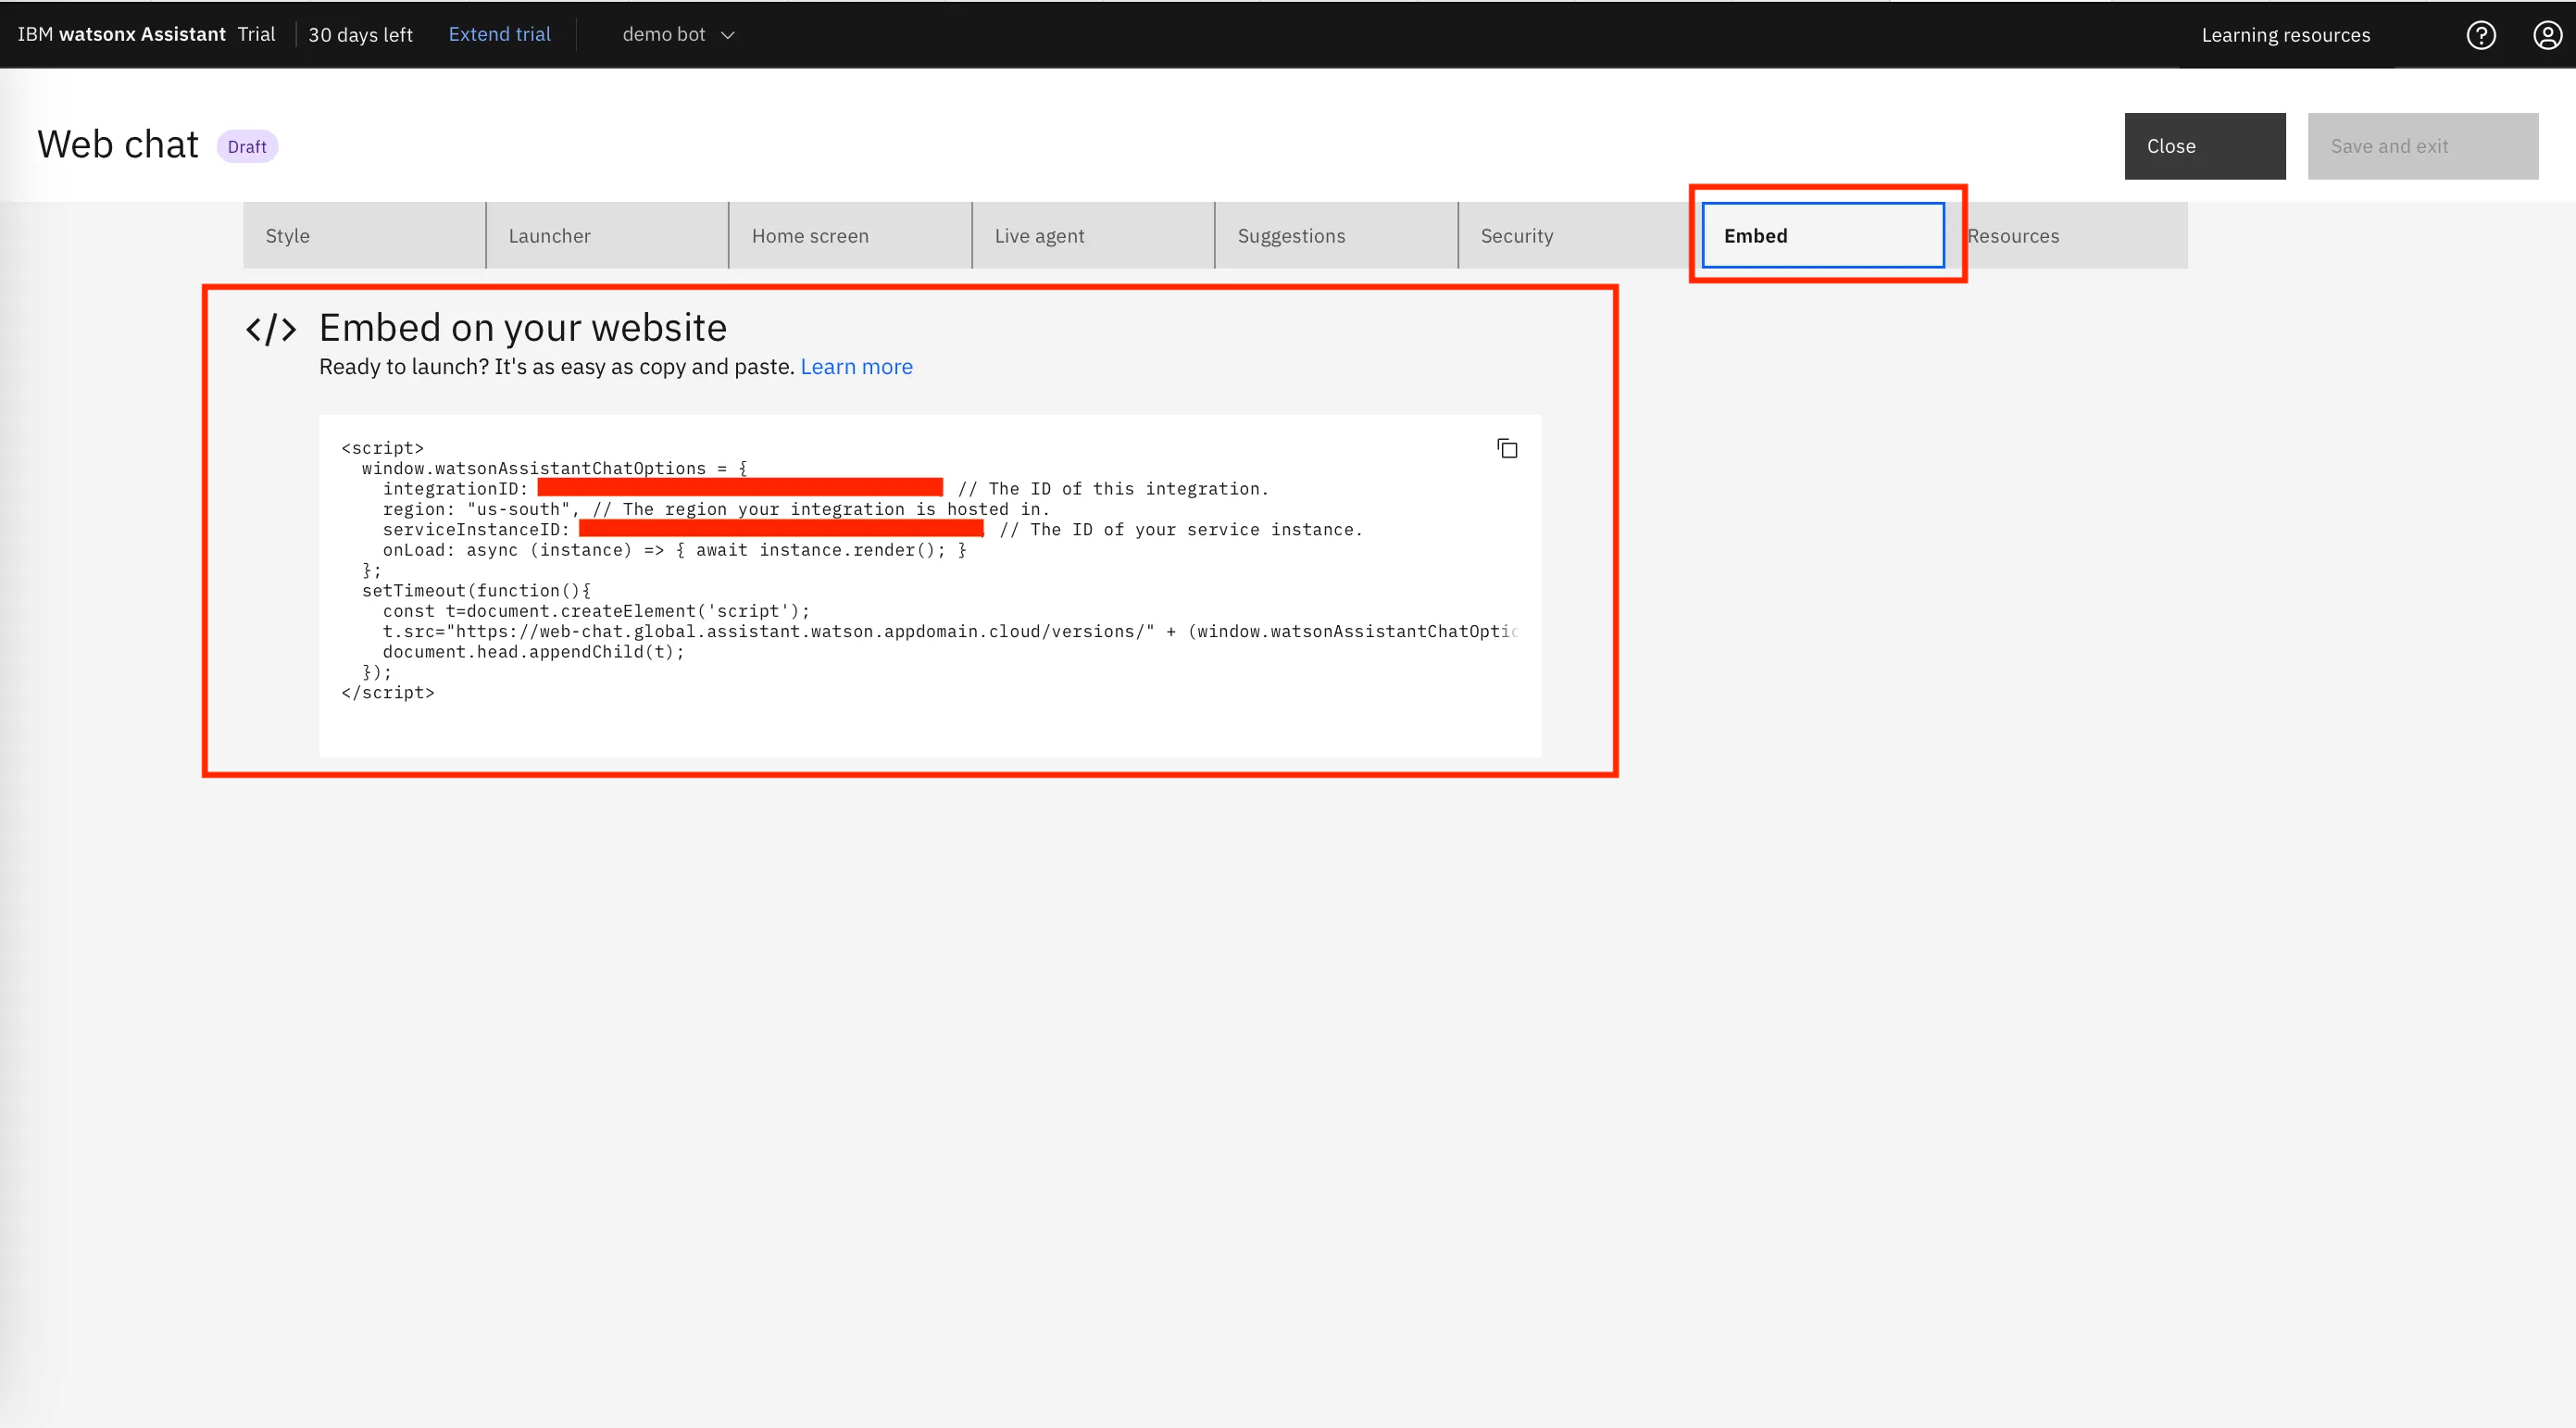 IBM watsonx Assistant Trial 30 days left Extend trial demo bot Learning resources
Web chat Draft Close Save and exit
Style Launcher Home screen Live agent Suggestions Security Embed Resources
</> Embed on your website
Ready to launch? It's as easy as copy and paste. Learn more
<script>
window.watsonAssistantChatOptions = {
integrationID: // The ID of this integration.
region: "us-south", // The region your integration is hosted in.
serviceInstanceID: // The ID of your service instance.
onLoad: async (instance) => { await instance.render(); }
};
setTimeout(function(){
const t=document.createElement('script');
t.src="https://web-chat.global.assistant.watson.appdomain.cloud/versions/" + (window.watsonAssistantChatOptio
document.head.appendChild(t);
});
</script>